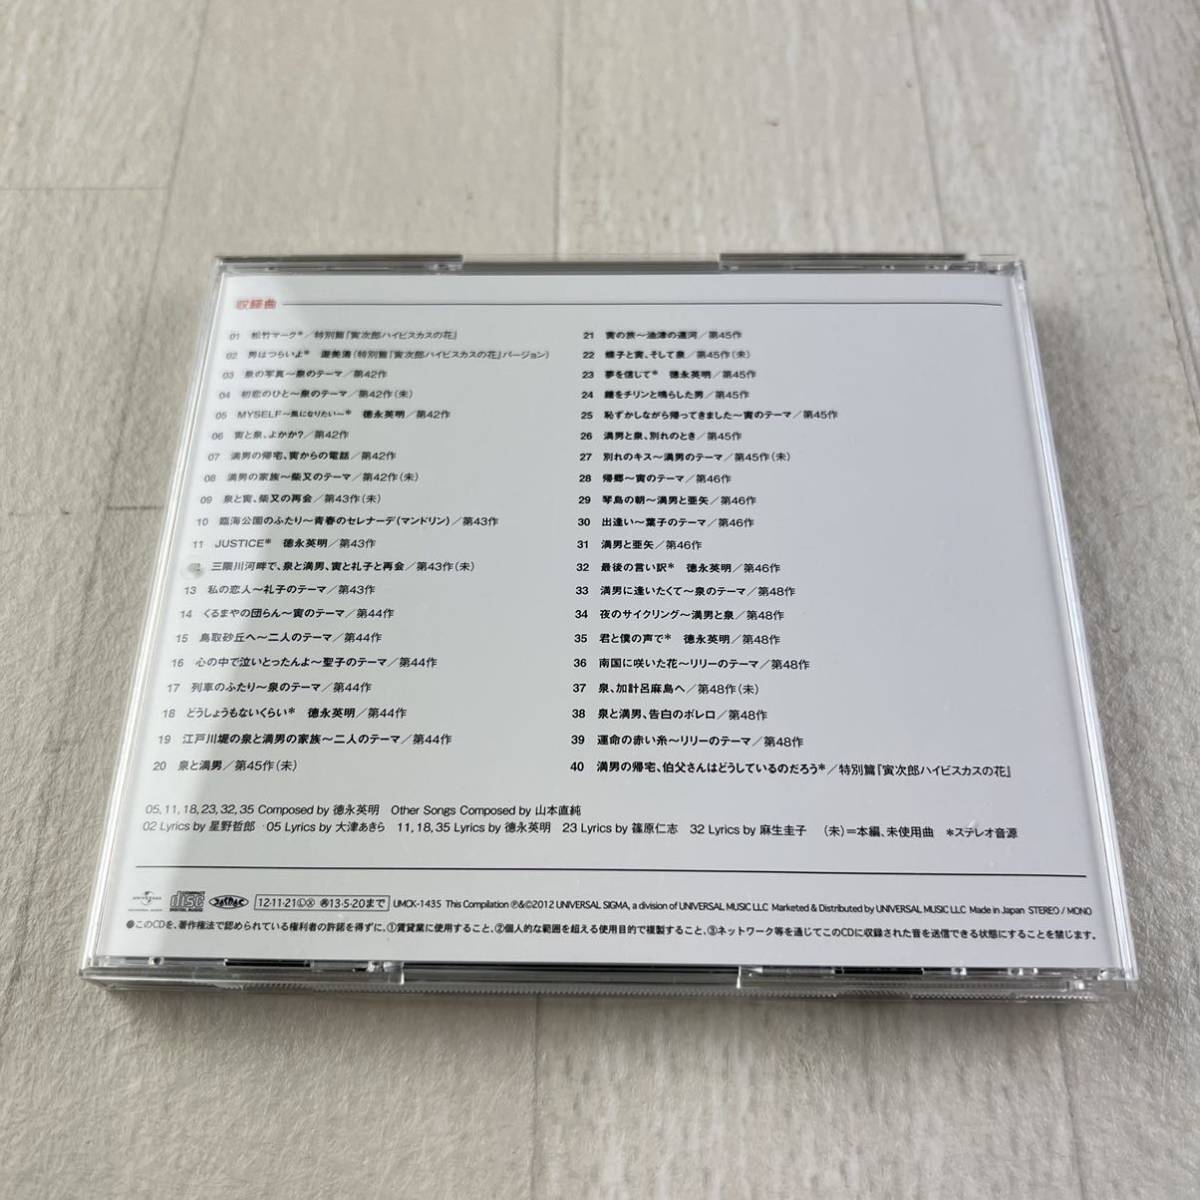 収録曲
01 松竹マーク*／特別篇『寅次郎ハイビスカスの花』
02 男はつらいよ* 渥美清(特別篇『寅次郎ハイビスカスの花』バージョン)
03 泉の写真～泉のテーマ／第42作
04 初恋のひと～泉のテーマ／第42作(未)
05 MYSELF～風になりたい～* 徳永英明／第42作
06 寅と泉、よかか?／第42作
07 満男の帰宅、寅からの電話／第42作
08 満男の家族～柴又のテーマ／第42作(未)
09 泉と寅、柴又の再会／第43作(未)
10 臨海公園のふたり～青春のセレナーデ(マンドリン)／第43作
11 JUSTICE* 徳永英明／第43作
三隈川河畔で、泉と満男、寅と礼子と再会／第43作(未)
13 私の恋人～礼子のテーマ／第43作
14 くるまやの団らん～寅のテーマ／第44作
15 鳥取砂丘へ～二人のテーマ／第44作
16 心の中で泣いとったんよ～聖子のテーマ／第44作
17 列車のふたり～泉のテーマ／第44作
18 どうしょうもないくらい* 徳永英明／第44作
19 江戸川堤の泉と満男の家族～二人のテーマ／第44作
20 泉と満男／第45作(未)
21 寅の旅～油津の運河／第45作
22 蝶子と寅、そして泉／第45作(未)
23 夢を信じて* 徳永英明／第45作
24 鐘をチリンと鳴らした男／第45作
25 恥ずかしながら帰ってきました～寅のテーマ／第45作
26 満男と泉、別れのとき／第45作
27 別れのキス～満男のテーマ／第45作(未)
28 帰郷～寅のテーマ／第46作
29 琴島の朝～満男と亜矢／第46作
30 出逢い～葉子のテーマ／第46作
31 満男と亜矢／第46作
32 最後の言い訳* 徳永英明／第46作
33 満男に逢いたくて～泉のテーマ／第48作
34 夜のサイクリング～満男と泉／第48作
35 君と僕の声で* 徳永英明／第48作
36 南国に咲いた花～リリーのテーマ／第48作
37 泉、加計呂麻島へ／第48作(未)
38 泉と満男、告白のボレロ／第48作
39 運命の赤い糸～リリーのテーマ／第48作
40 満男の帰宅、伯父さんはどうしているのだろう*／特別篇『寅次郎ハイビスカスの花』
05,11,18,23,32,35 Composed by 徳永英明 Other Songs Composed by 山本直純
02 Lyrics by 星野哲郎 05 Lyrics by 大津あきら 11,18,35 Lyrics by 徳永英明 23 Lyrics by 篠原仁志 32 Lyrics by 麻生圭子 (未)＝本編、未使用曲 *ステレオ音源
UNIVERSAL disc DIGITAL AUDIO JASRAC 12·11·21Ⓛ Ⓧ 再13·5·20まで UMCK-1435 This Compilation Ⓟ&©2012 UNIVERSAL SIGMA, a division of UNIVERSAL MUSIC LLC Marketed & Distributed by UNIVERSAL MUSIC LLC Made in Japan STEREO/MONO
●このCDを、著作権法で認められている権利者の許諾を得ずに、①賃貸業に使用すること、②個人的な範囲を超える使用目的で複製すること、③ネットワーク等を通じてこのCDに収録された音を送信できる状態にすることを禁じます。